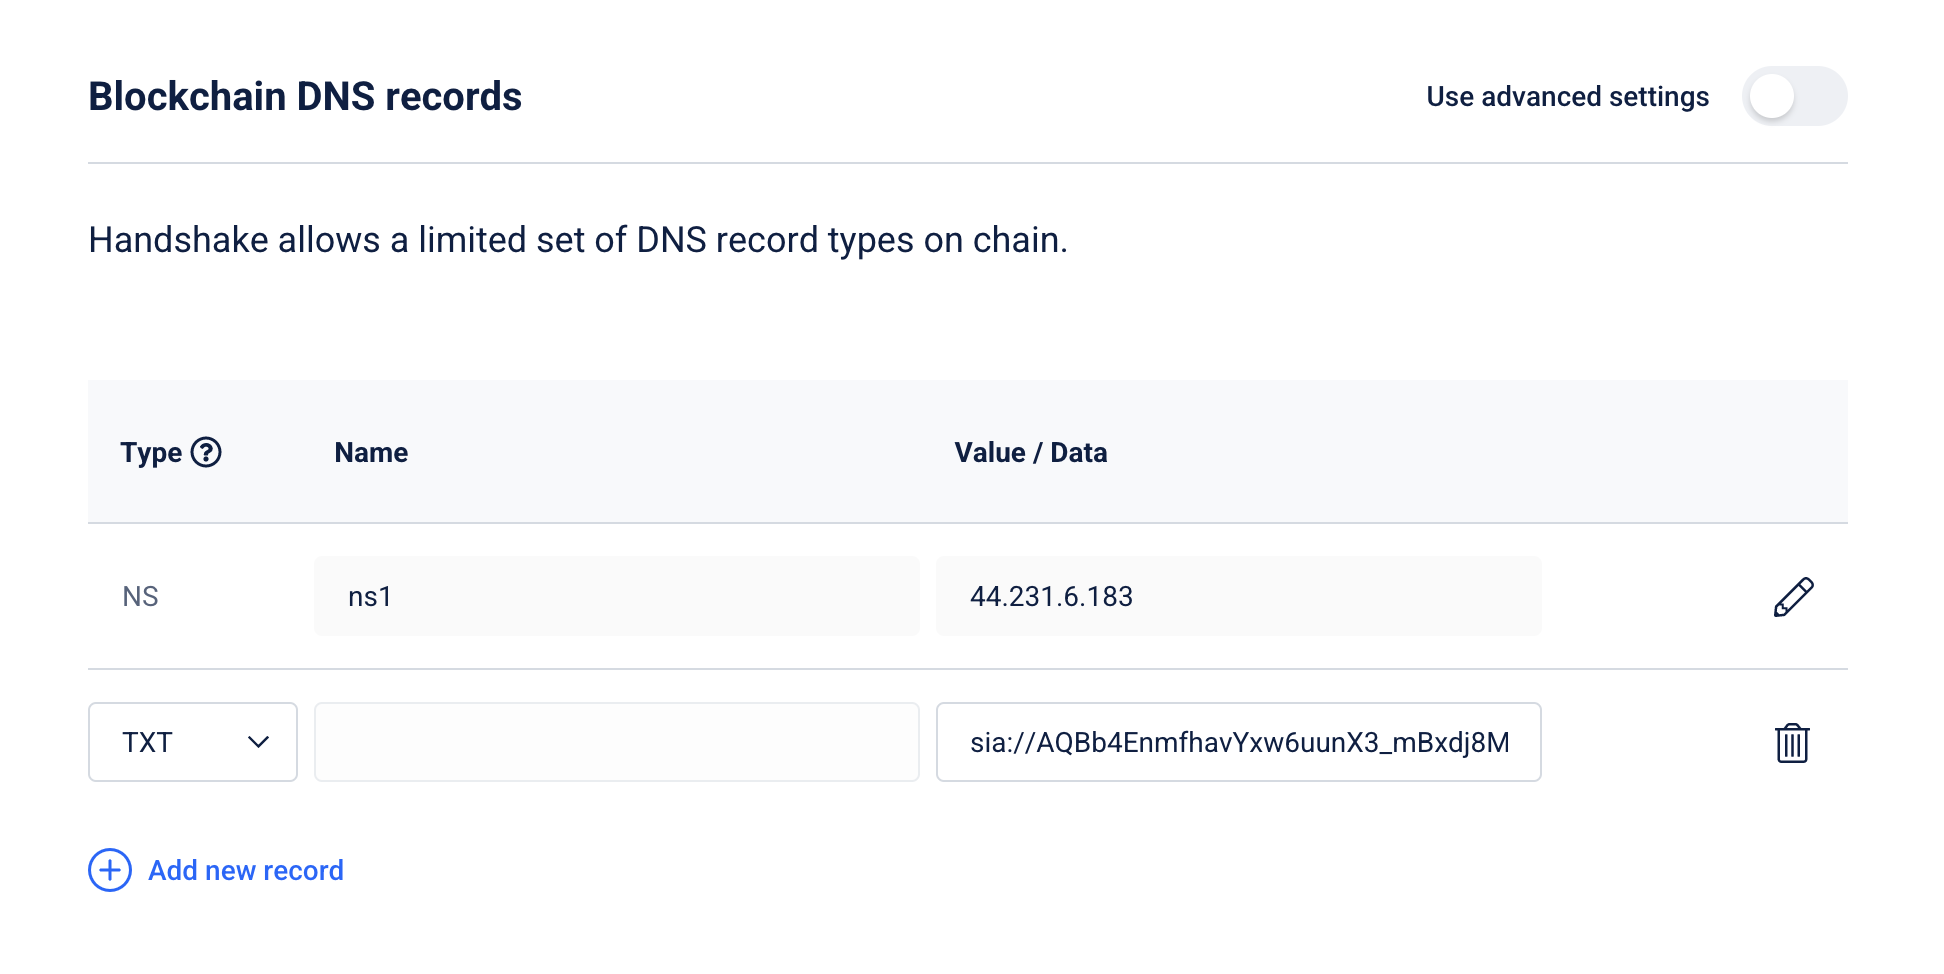 Blockchain DNS records
Use advanced settings
Handshake allows a limited set of DNS record types on chain.
Type ? Name Value / Data
NS ns1 44.231.6.183
TXT sia://AQBb4EnmfhavYxw6uunX3_mBxdj8M
Add new record